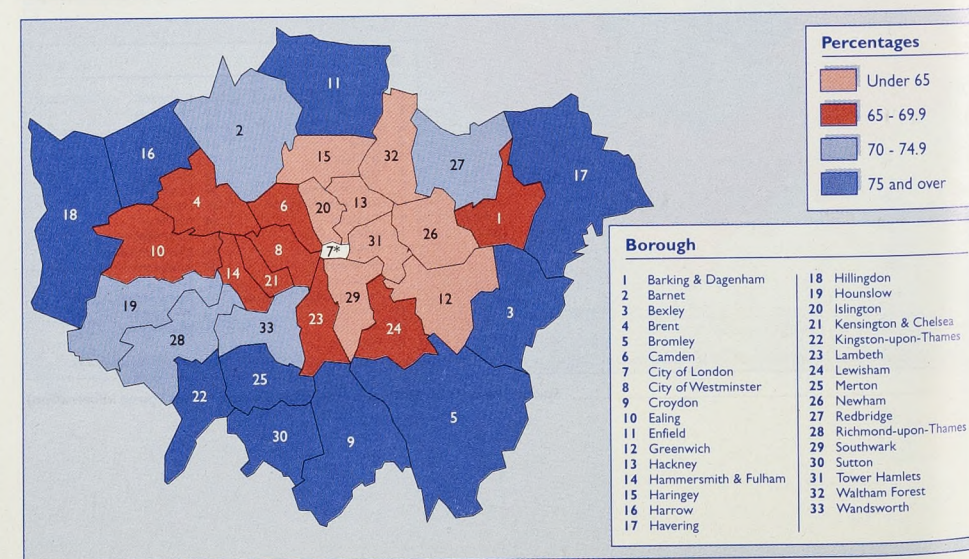 Percentages
Under 65
65 - 69.9
70 - 74.9
75 and over
11
2
16
15
32
27
17
18
4
6
20
13
1
10
8
7*
31
26
14
21
19
29
12
3
23
24
28
33
25
22
5
30
9
Borough
1 Barking & Dagenham
2 Barnet
3 Bexley
4 Brent
5 Bromley
6 Camden
7 City of London
8 City of Westminster
9 Croydon
10 Ealing
11 Enfield
12 Greenwich
13 Hackney
14 Hammersmith & Fulham
15 Haringey
16 Harrow
17 Havering
18 Hillingdon
19 Hounslow
20 Islington
21 Kensington & Chelsea
22 Kingston-upon-Thames
23 Lambeth
24 Lewisham
25 Merton
26 Newham
27 Redbridge
28 Richmond-upon-Thames
29 Southwark
30 Sutton
31 Tower Hamlets
32 Waltham Forest
33 Wandsworth